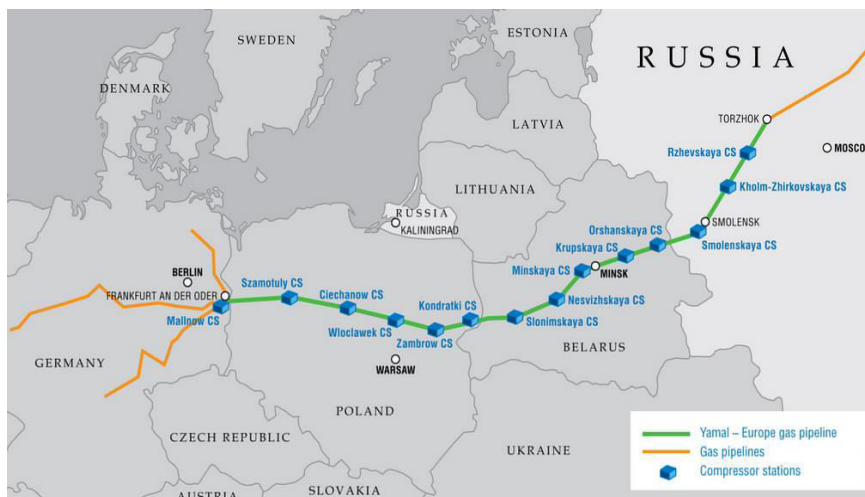 SWEDEN
ESTONIA
RUSSIA
DENMARK
TORZHOK
LATVIA
MOSCO
Rzhevskaya CS
Kholm-Zhirkovskaya CS
LITHUANIA
RUSSIA
KALININGRAD
SMOLENSK
Orshanskaya CS
Smolenskaya CS
Krupskaya CS
Minskaya CS
MINSK
BERLIN
Szamotuly CS
Ciechanow CS
Kondratki CS
Nesvizhskaya CS
FRANKFURT AN DER ODER
Mallnow CS
Wloclawek CS
Zambrow CS
Slonimskaya CS
BELARUS
GERMANY
WARSAW
POLAND
CZECH REPUBLIC
UKRAINE
SLOVAKIA
AUSTRIA
Yamal – Europe gas pipeline
Gas pipelines
Compressor stations